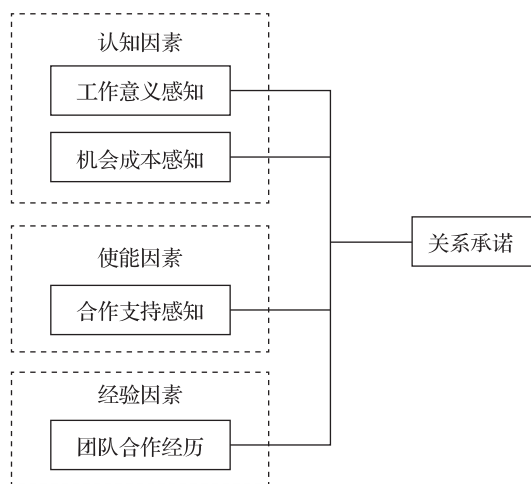 认知因素
工作意义感知
机会成本感知
关系承诺
使能因素
合作支持感知
经验因素
团队合作经历